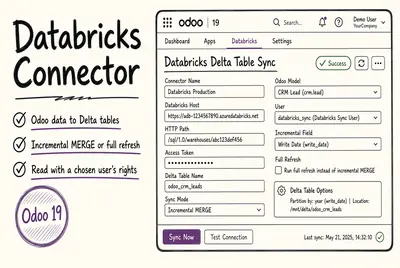 Databricks
Connector
Odoo data to Delta tables
Incremental MERGE or full refresh
Read with a chosen user's rights
Odoo 19
odoo | 19
Search...
Demo User
YourCompany
Dashboard Apps Databricks Settings
Databricks Delta Table Sync
Success
Connector Name
Databricks Production
Databricks Host
https://adb-1234567890.azuredatabricks.net
HTTP Path
/sql/1.0/warehouses/abc123def456
Access Token
Delta Table Name
odoo_crm_leads
Sync Mode
Incremental MERGE
Odoo Model
CRM Lead (crm.lead)
User
databricks_sync (Databricks Sync User)
Incremental Field
Write Date (write_date)
Full Refresh
Run full refresh instead of incremental MERGE
Delta Table Options
Partition by: year (write_date) | Location:
/mnt/delta/odoo_crm_leads
Sync Now
Test Connection
Last sync: May 21, 2025, 14:32:10